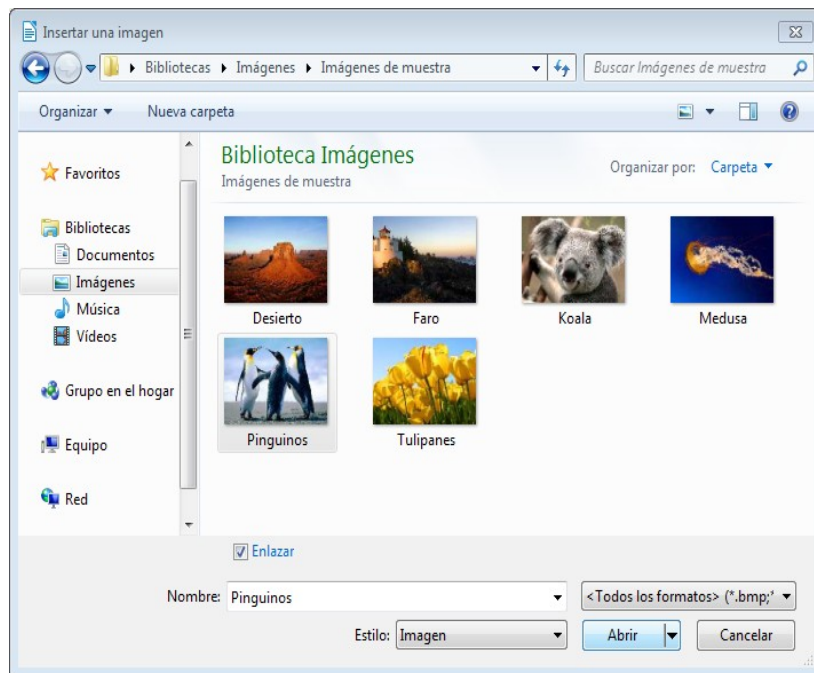 Insertar una imagen
Bibliotecas Imágenes Imágenes de muestra
Buscar Imágenes de muestra
Organizar Nueva carpeta
Favoritos
Bibliotecas
Documentos
Imágenes
Música
Vídeos
Grupo en el hogar
Equipo
Red
Biblioteca Imágenes
Imágenes de muestra
Organizar por: Carpeta
Desierto Faro Koala Medusa
Pinguinos Tulipanes
Enlazar
Nombre: Pinguinos <Todos los formatos> (*.bmp;*
Estilo: Imagen Abrir Cancelar